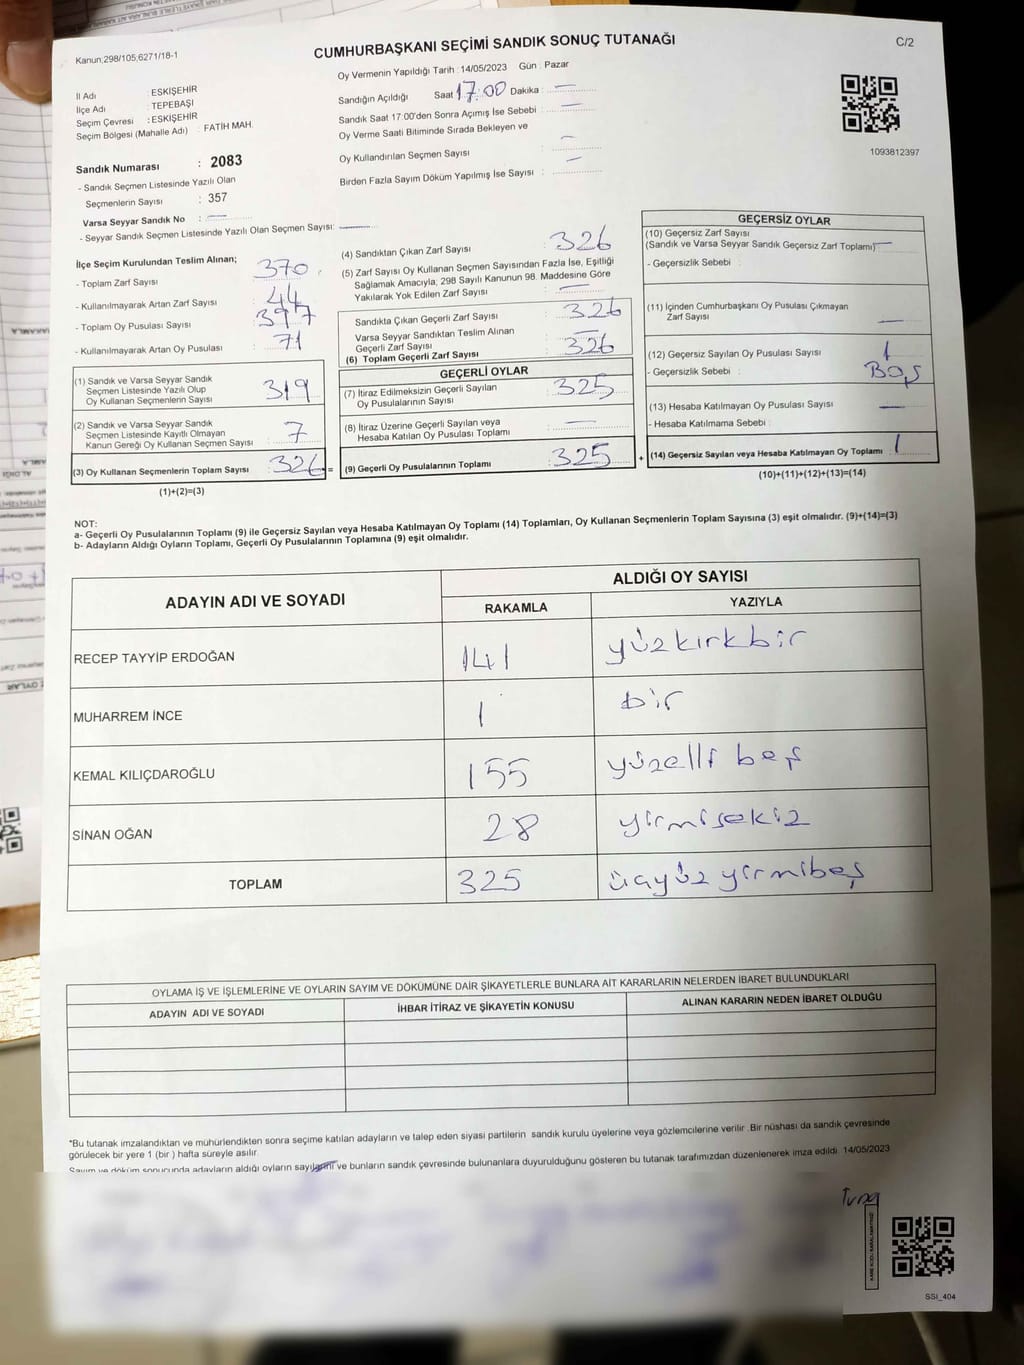 Kanun;298/105;6271/18-1
CUMHURBAŞKANI SEÇİMİ SANDIK SONUÇ TUTANAĞI
C/2
İl Adı : ESKİŞEHİR
İlçe Adı : TEPEBAŞI
Seçim Çevresi : ESKİŞEHİR
Seçim Bölgesi (Mahalle Adı) : FATİH MAH.
Sandık Numarası : 2083
- Sandık Seçmen Listesinde Yazılı Olan
Seçmenlerin Sayısı : 357
Varsa Seyyar Sandık No : —
- Seyyar Sandık Seçmen Listesinde Yazılı Olan Seçmen Sayısı: —
Oy Vermenin Yapıldığı Tarih : 14/05/2023 Gün : Pazar
Sandığın Açıldığı Saat 17:00 Dakika : —
Sandık Saat 17:00'den Sonra Açımış İse Sebebi : —
Oy Verme Saati Bitiminde Sırada Bekleyen ve
Oy Kullandırılan Seçmen Sayısı : —
Birden Fazla Sayım Döküm Yapılmış İse Sayısı : —
1093812397
İlçe Seçim Kurulundan Teslim Alınan;
- Toplam Zarf Sayısı : 370
- Kullanılmayarak Artan Zarf Sayısı : 44
- Toplam Oy Pusulası Sayısı : 397
- Kullanılmayarak Artan Oy Pusulası : 71
(1) Sandık ve Varsa Seyyar Sandık
Seçmen Listesinde Yazılı Olup
Oy Kullanan Seçmenlerin Sayısı : 319
(2) Sandık ve Varsa Seyyar Sandık
Seçmen Listesinde Kayıtlı Olmayan
Kanun Gereği Oy Kullanan Seçmen Sayısı : 7
(3) Oy Kullanan Seçmenlerin Toplam Sayısı : 326 =
(1)+(2)=(3)
(4) Sandıktan Çıkan Zarf Sayısı : 326
(5) Zarf Sayısı Oy Kullanan Seçmen Sayısından Fazla İse, Eşitliği
Sağlamak Amacıyla; 298 Sayılı Kanunun 98. Maddesine Göre
Yakılarak Yok Edilen Zarf Sayısı : —
Sandıkta Çıkan Geçerli Zarf Sayısı : 326
Varsa Seyyar Sandıktan Teslim Alınan
Geçerli Zarf Sayısı : —
(6) Toplam Geçerli Zarf Sayısı : 326
GEÇERLİ OYLAR
(7) İtiraz Edilmeksizin Geçerli Sayılan
Oy Pusulalarının Sayısı : 325
(8) İtiraz Üzerine Geçerli Sayılan veya
Hesaba Katılan Oy Pusulası Toplamı : —
(9) Geçerli Oy Pusulalarının Toplamı : 325 +
GEÇERSİZ OYLAR
(10) Geçersiz Zarf Sayısı
(Sandık ve Varsa Seyyar Sandık Geçersiz Zarf Toplamı) —
- Geçersizlik Sebebi :
(11) İçinden Cumhurbaşkanı Oy Pusulası Çıkmayan
Zarf Sayısı : —
(12) Geçersiz Sayılan Oy Pusulası Sayısı : 1
- Geçersizlik Sebebi : BOŞ
(13) Hesaba Katılmayan Oy Pusulası Sayısı : —
- Hesaba Katılmama Sebebi :
(14) Geçersiz Sayılan veya Hesaba Katılmayan Oy Toplamı : 1
(10)+(11)+(12)+(13)=(14)
NOT:
a- Geçerli Oy Pusulalarının Toplamı (9) ile Geçersiz Sayılan veya Hesaba Katılmayan Oy Toplamı (14) Toplamları, Oy Kullanan Seçmenlerin Toplam Sayısına (3) eşit olmalıdır. (9)+(14)=(3)
b- Adayların Aldığı Oyların Toplamı, Geçerli Oy Pusulalarının Toplamına (9) eşit olmalıdır.
ADAYIN ADI VE SOYADI
ALDIĞI OY SAYISI
RAKAMLA YAZIYLA
RECEP TAYYİP ERDOĞAN 141 yüzkırkbir
MUHARREM İNCE 1 bir
KEMAL KILIÇDAROĞLU 155 yüzelli beş
SİNAN OĞAN 28 yirmisekiz
TOPLAM 325 üçyüz yirmibeş
OYLAMA İŞ VE İŞLEMLERİNE VE OYLARIN SAYIM VE DÖKÜMÜNE DAİR ŞİKAYETLERLE BUNLARA AİT KARARLARIN NELERDEN İBARET BULUNDUKLARI
ADAYIN ADI VE SOYADI İHBAR İTİRAZ VE ŞİKAYETİN KONUSU ALINAN KARARIN NEDEN İBARET OLDUĞU
*Bu tutanak imzalandıktan ve mühürlendikten sonra seçime katılan adayların ve talep eden siyasi partilerin sandık kurulu üyelerine veya gözlemcilerine verilir .Bir nüshası da sandık çevresinde
görülecek bir yere 1 (bir ) hafta süreyle asılır.
Sayım ve döküm sonucunda adayların aldığı oyların sayılarını ve bunların sandık çevresinde bulunanlara duyurulduğunu gösteren bu tutanak tarafımızdan düzenlenerek imza edildi. 14/05/2023
KARE KODU KARALAMAYINIZ!
SSI_404